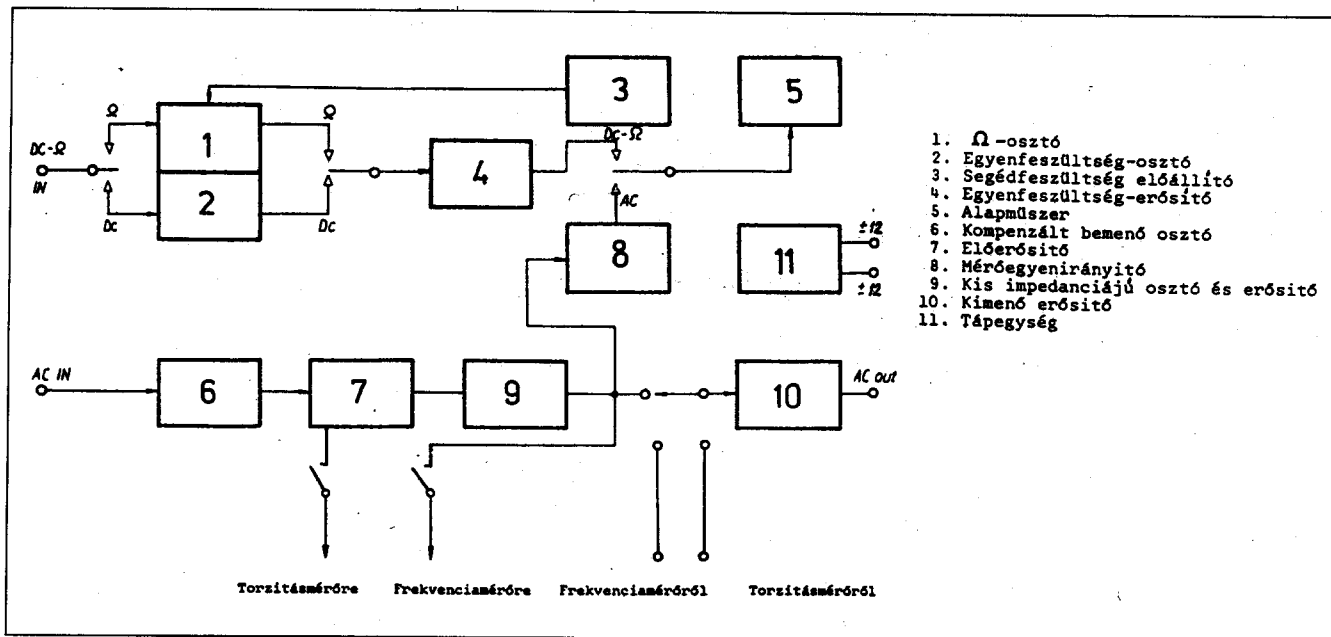 3
5
Ω
Ω
DC-Ω
1
DC-Ω
IN
4
2
AC
DC
DC
8
11
±12
±12
1. Ω-osztó
2. Egyenfeszültség-osztó
3. Segédfeszültség előállító
4. Egyenfeszültség-erősítő
5. Alapműszer
6. Kompenzált bemenő osztó
7. Előerősitő
8. Mérőegyenirányitó
9. Kis impedanciájú osztó és erősitő
10. Kimenő erősitő
11. Tápegység
AC IN
6
7
9
10
AC out
Torzitásmérőre
Frekvenciamérőre
Frekvenciamérőről
Torzitásmérőről